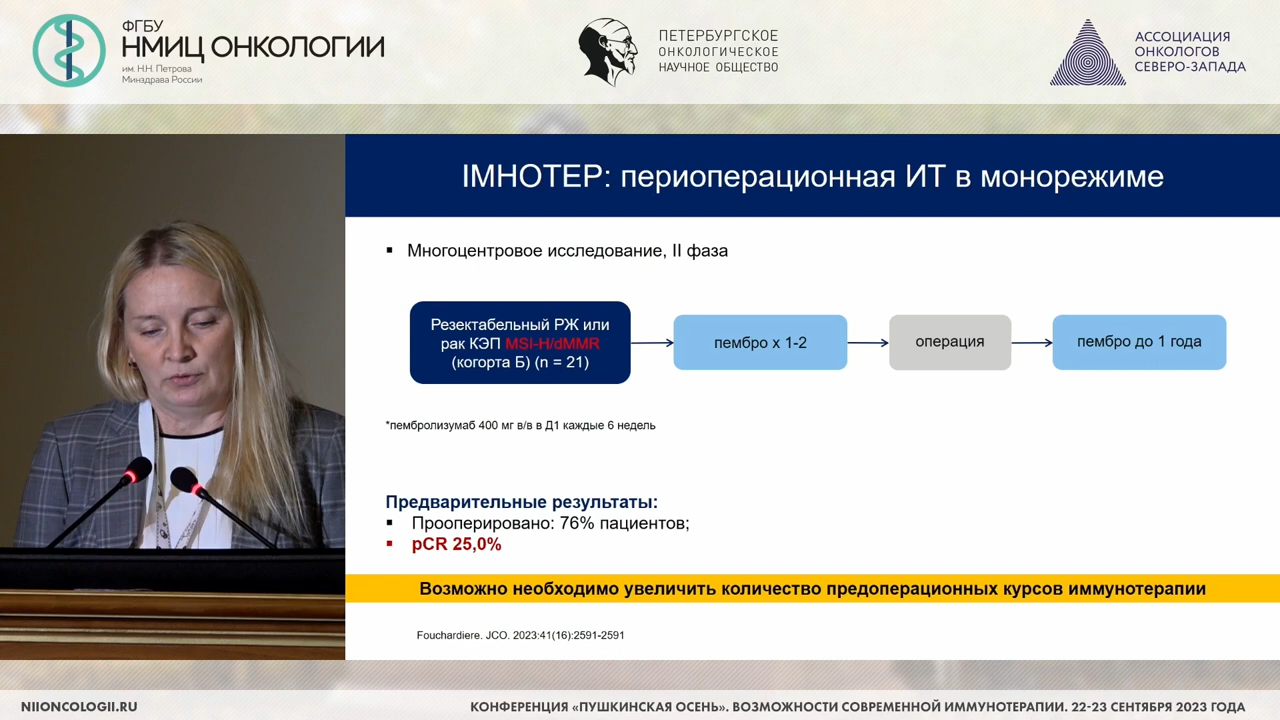 ФГБУ
НМИЦ ОНКОЛОГИИ
им. Н.Н. Петрова
Минздрава России
ПЕТЕРБУРГСКОЕ
ОНКОЛОГИЧЕСКОЕ
НАУЧНОЕ ОБЩЕСТВО
АССОЦИАЦИЯ
ОНКОЛОГОВ
СЕВЕРО-ЗАПАДА
IMHOTEP: периоперационная ИТ в монорежиме
▪ Многоцентровое исследование, II фаза
Резектабельный РЖ или
рак КЭП MSI-H/dMMR
(когорта Б) (n = 21)
пембро x 1-2
операция
пембро до 1 года
*пембролизумаб 400 мг в/в в Д1 каждые 6 недель
Предварительные результаты:
▪ Прооперировано: 76% пациентов;
▪ pCR 25,0%
Возможно необходимо увеличить количество предоперационных курсов иммунотерапии
Fouchardiere. JCO. 2023:41(16):2591-2591
NIIONCOLOGII.RU
КОНФЕРЕНЦИЯ «ПУШКИНСКАЯ ОСЕНЬ». ВОЗМОЖНОСТИ СОВРЕМЕННОЙ ИММУНОТЕРАПИИ. 22-23 СЕНТЯБРЯ 2023 ГОДА